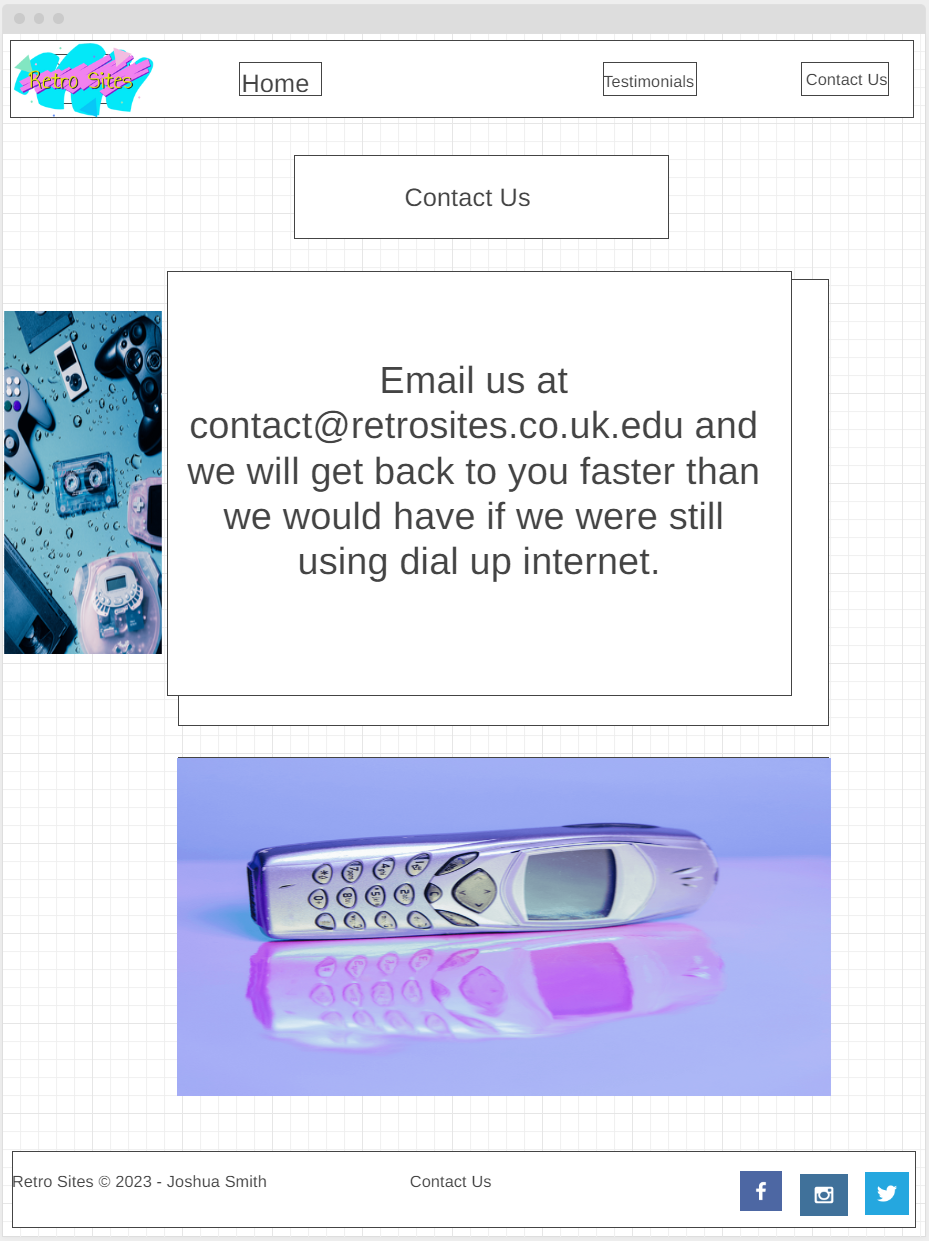 Retro Sites
Home
Testimonials
Contact Us
Contact Us
Email us at
contact@retrosites.co.uk.edu and
we will get back to you faster than
we would have if we were still
using dial up internet.
Retro Sites © 2023 - Joshua Smith
Contact Us